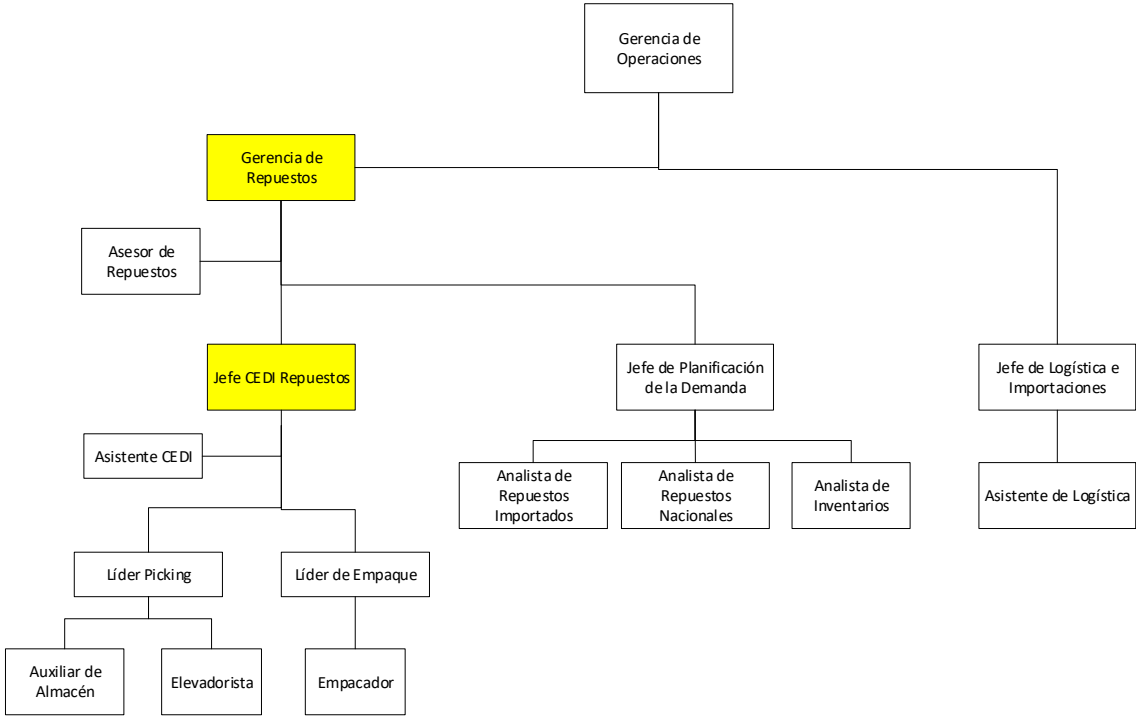 Gerencia de
Operaciones
Gerencia de
Repuestos
Asesor de
Repuestos
Jefe CEDI Repuestos
Jefe de Planificación
de la Demanda
Jefe de Logística e
Importaciones
Asistente CEDI
Analista de
Repuestos
Importados
Analista de
Repuestos
Nacionales
Analista de
Inventarios
Asistente de Logística
Líder Picking
Líder de Empaque
Auxiliar de
Almacén
Elevadorista
Empacador